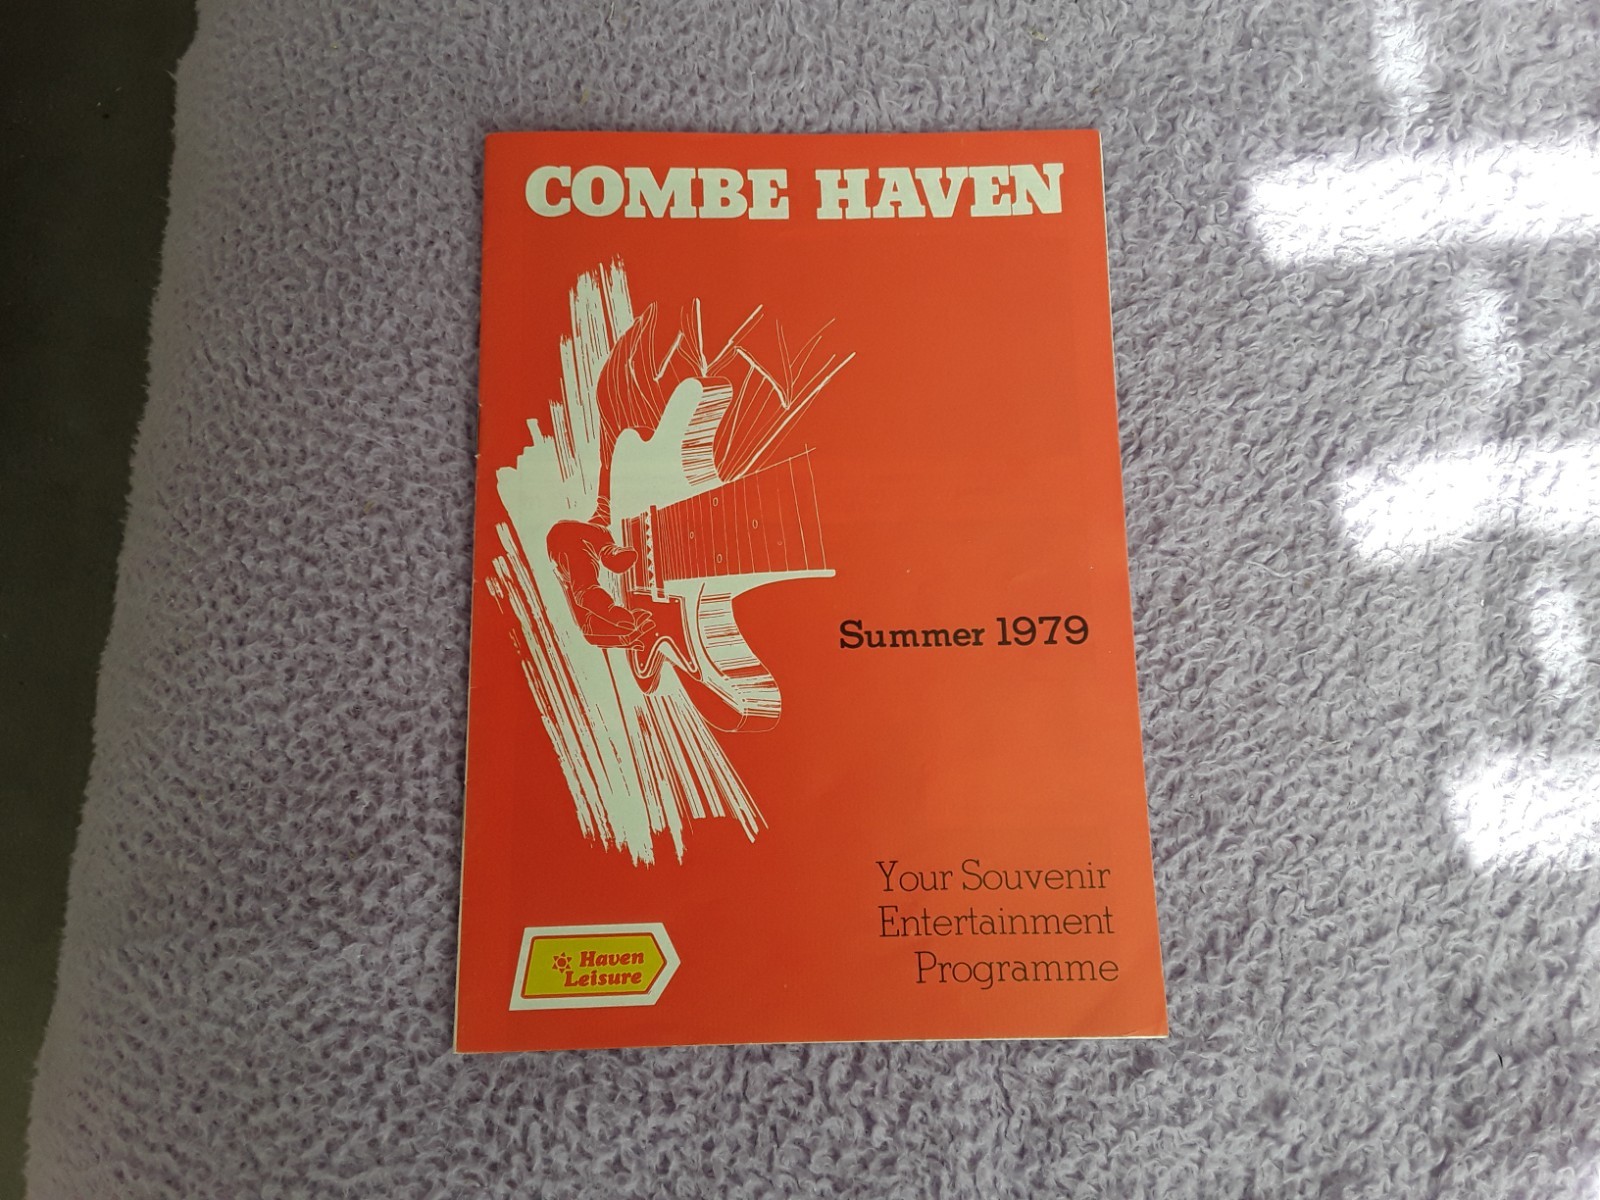 COMBE HAVEN
Summer 1979
Your Souvenir
Entertainment
Programme
Haven
Leisure